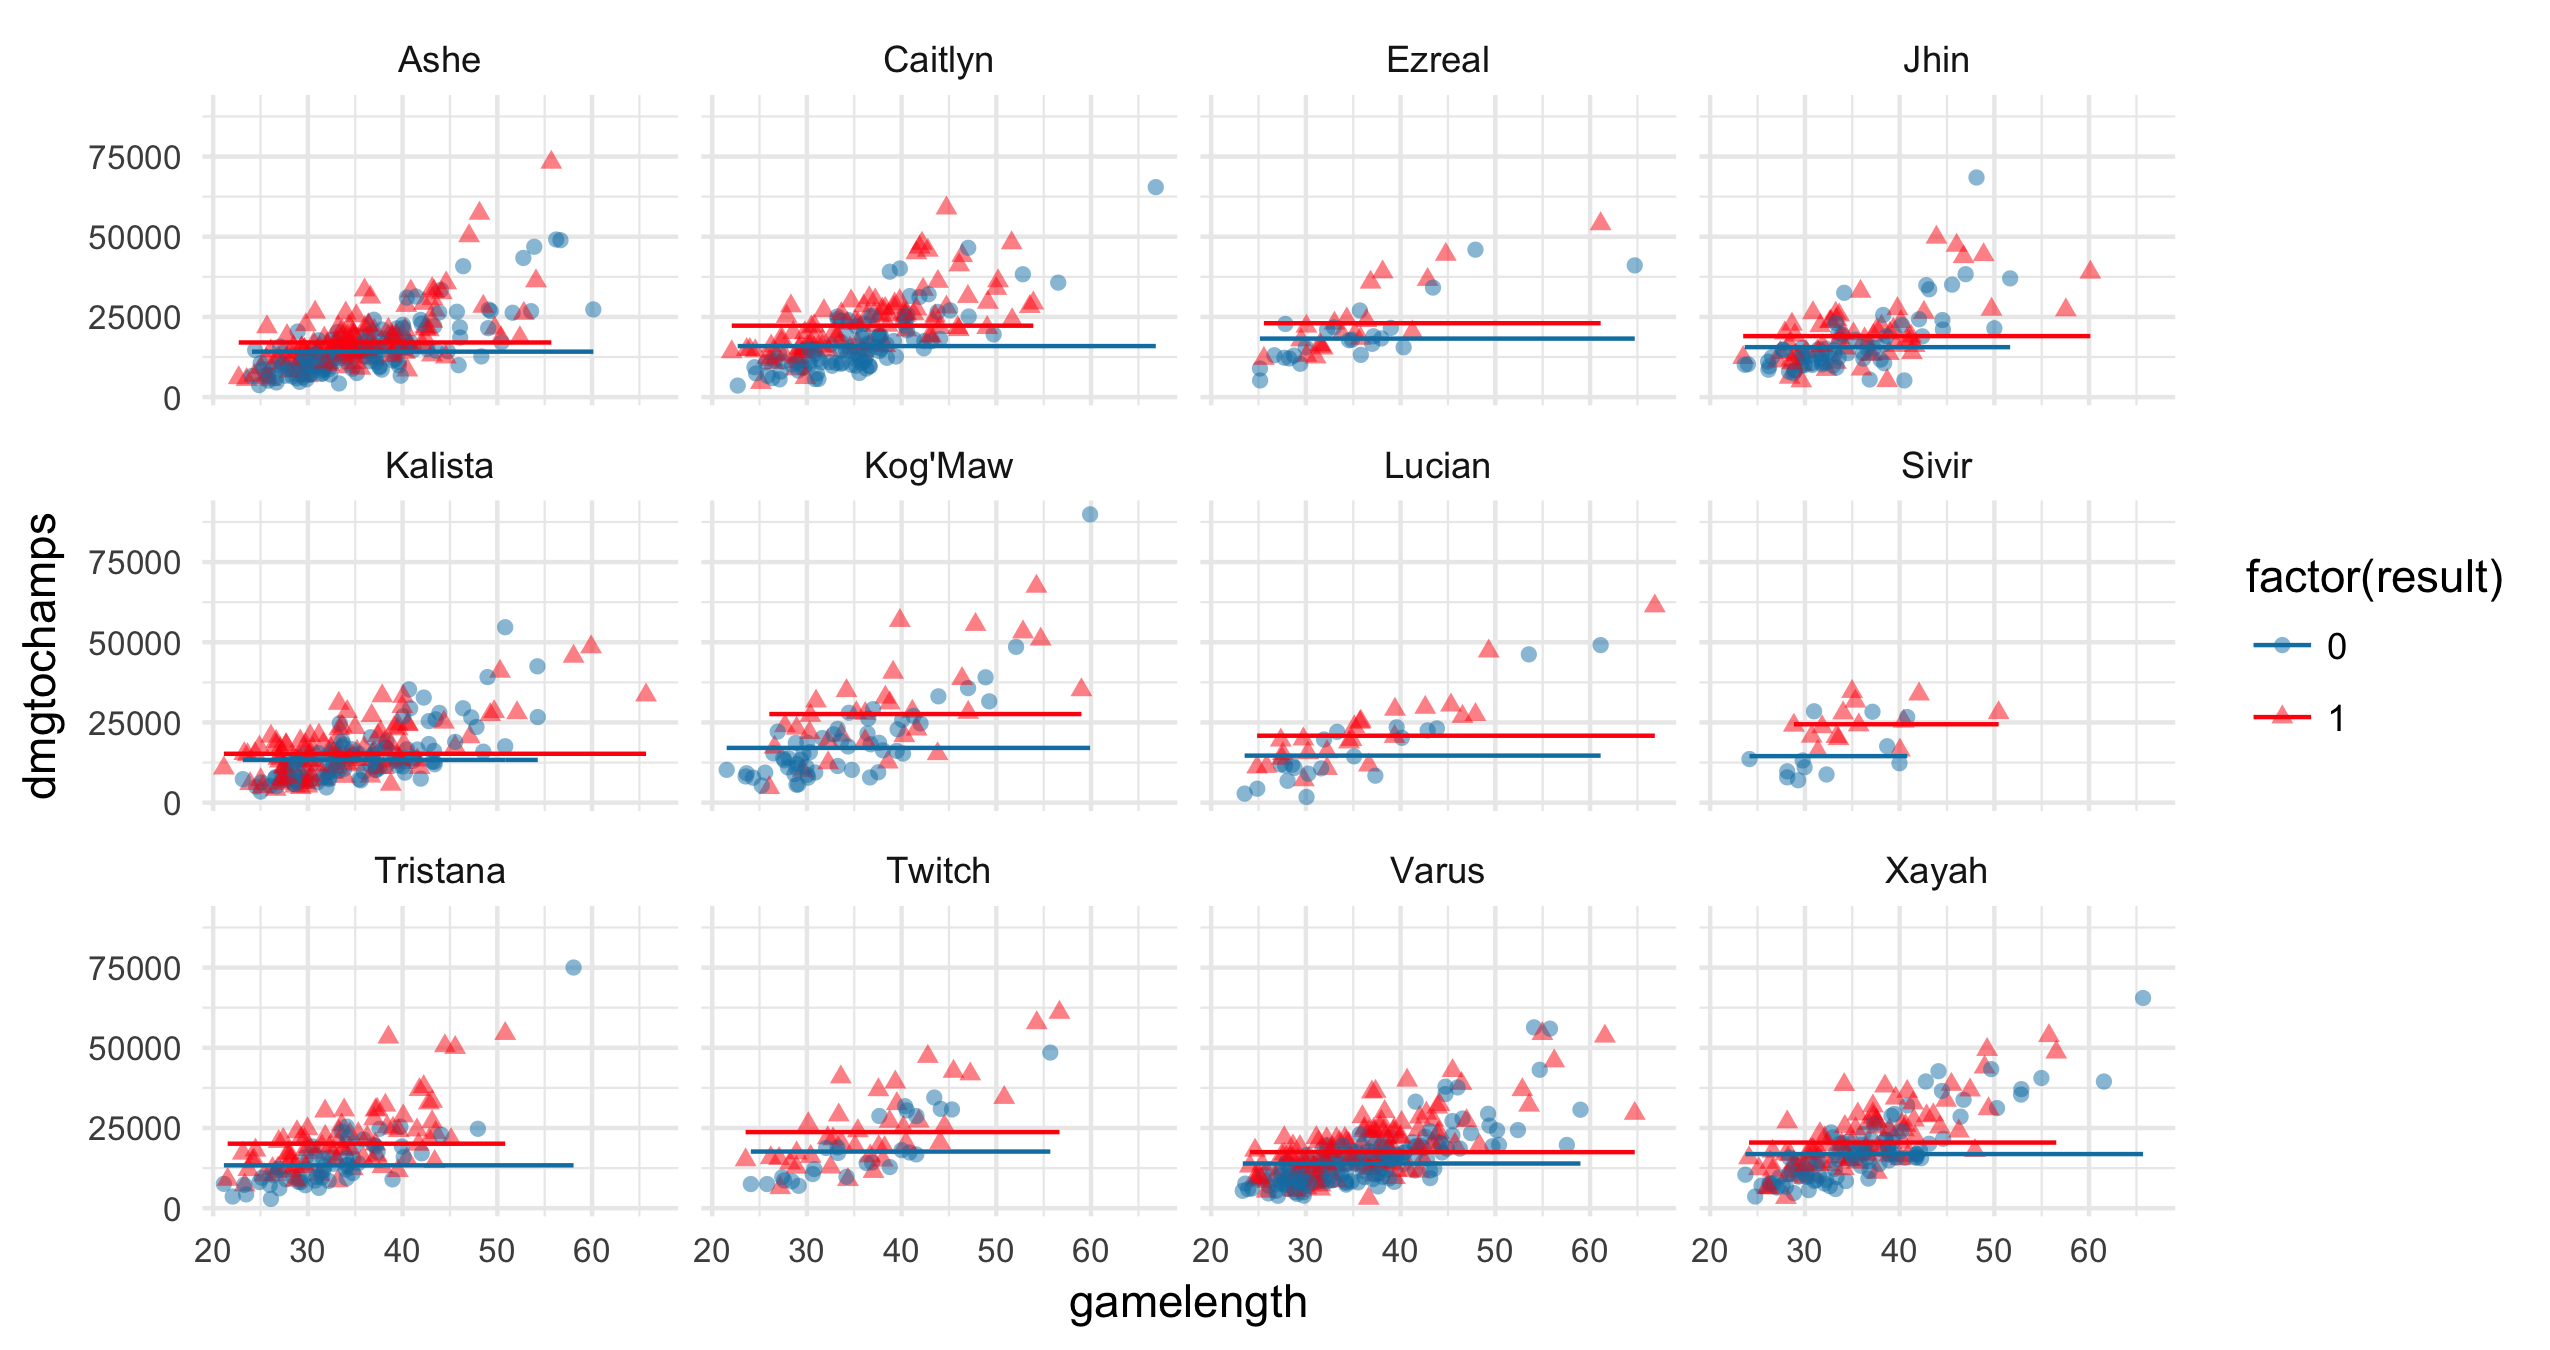 Ashe Caitlyn Ezreal Jhin
75000
50000
25000
0
Kalista Kog'Maw Lucian Sivir
75000
50000
25000
0
dmgtochamps
factor(result)
0
1
Tristana Twitch Varus Xayah
75000
50000
25000
0
20 30 40 50 60 20 30 40 50 60 20 30 40 50 60 20 30 40 50 60
gamelength